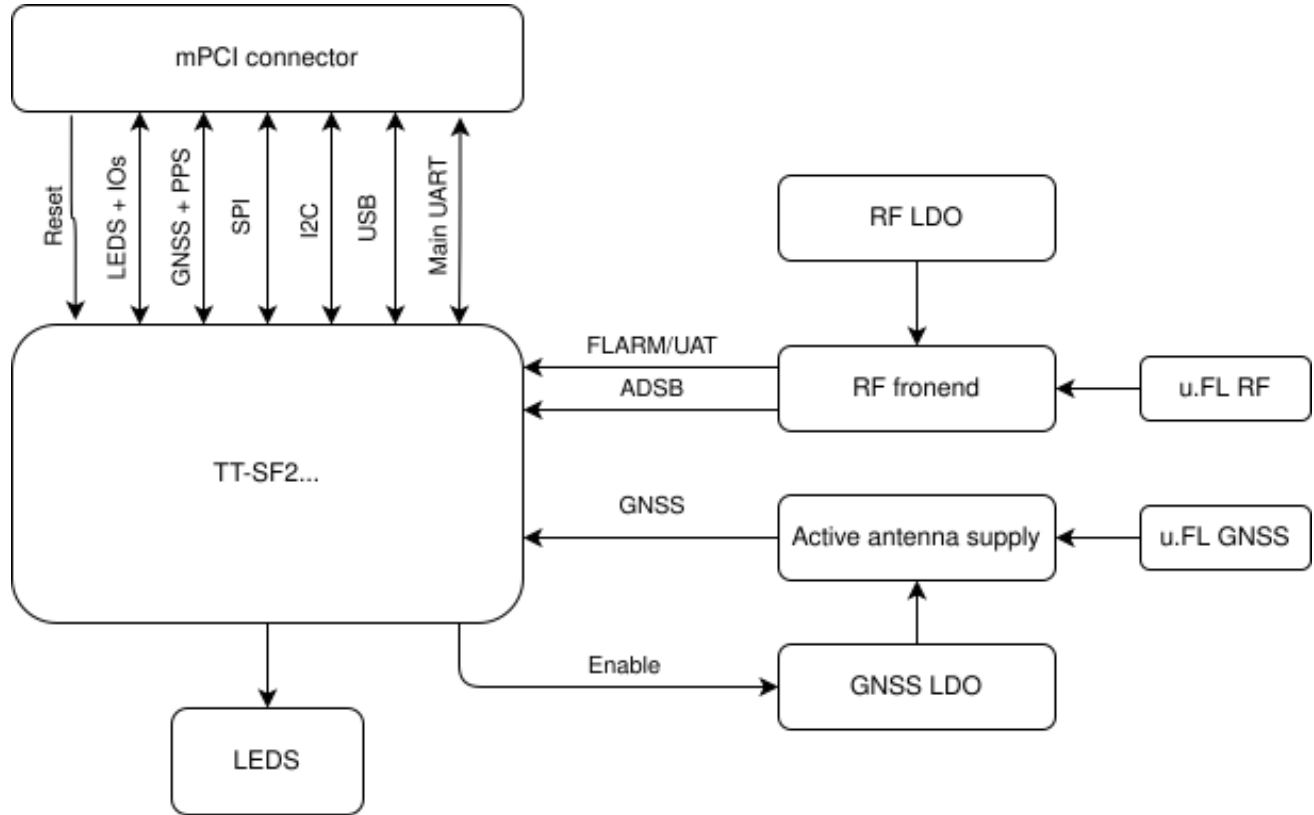 mPCI connector
Reset
LEDS + IOs
GNSS + PPS
SPI
I2C
USB
Main UART
RF LDO
FLARM/UAT
ADSB
RF fronend
u.FL RF
TT-SF2...
GNSS
Active antenna supply
u.FL GNSS
Enable
GNSS LDO
LEDS